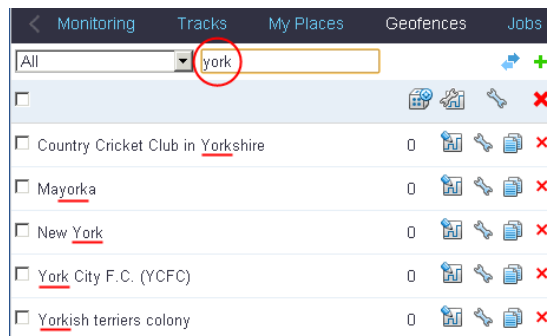 Monitoring Tracks My Places Geofences Jobs
All york
Country Cricket Club in Yorkshire 0
Mayorka 0
New York 0
York City F.C. (YCFC) 0
Yorkish terriers colony 0